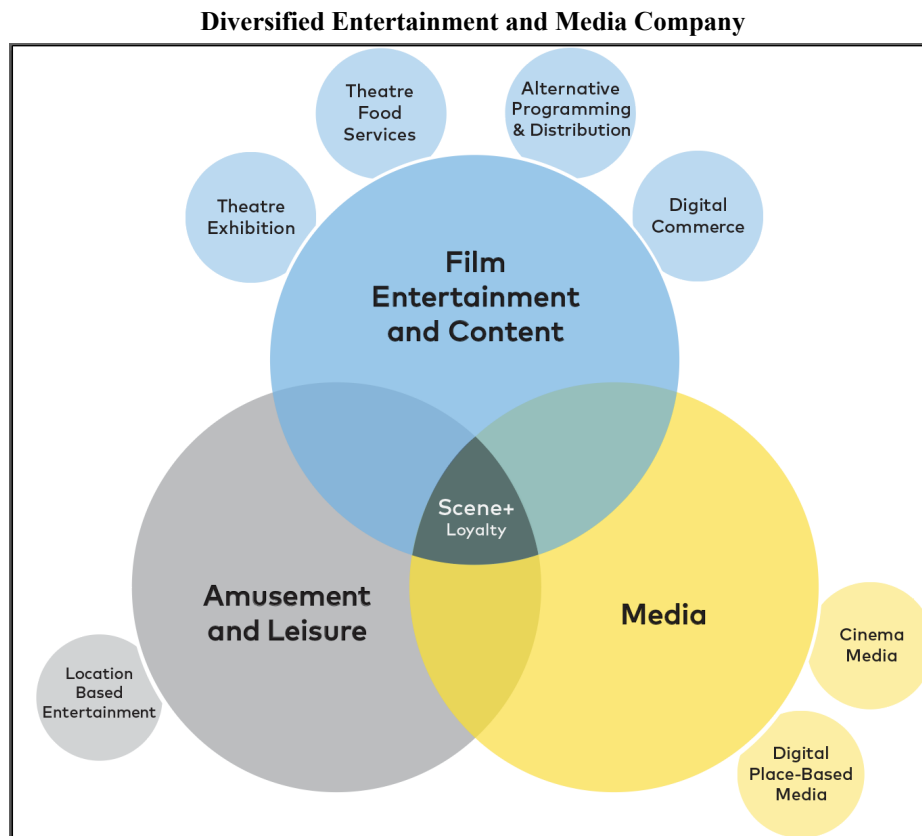 Diversified Entertainment and Media Company
Theatre
Food
Services
Alternative
Programming
& Distribution
Theatre
Exhibition
Digital
Commerce
Film
Entertainment
and Content
Scene+
Loyalty
Amusement
and Leisure
Media
Cinema
Media
Location
Based
Entertainment
Digital
Place-Based
Media